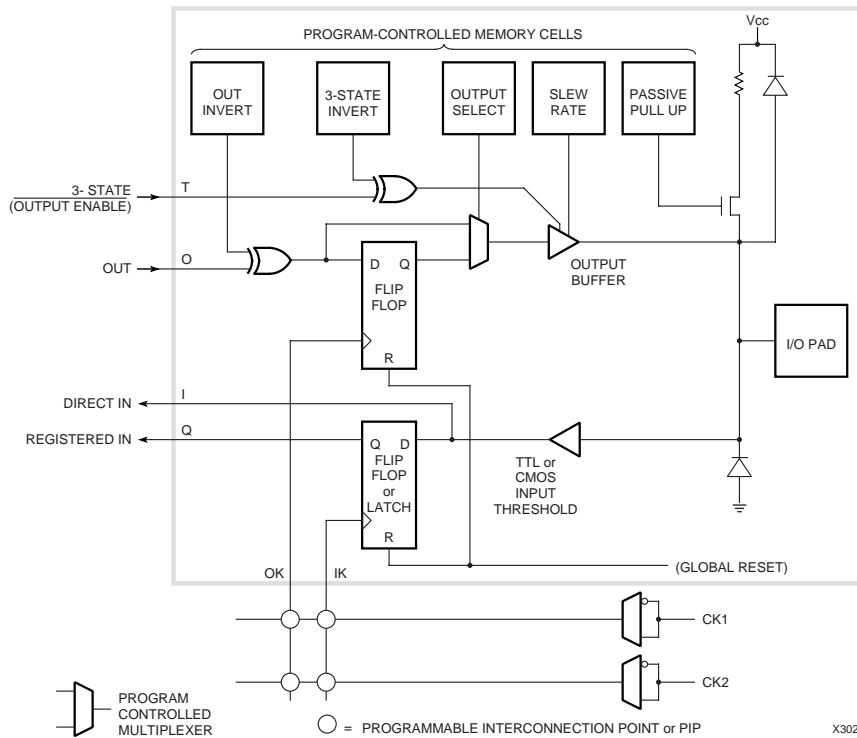 Vcc
PROGRAM-CONTROLLED MEMORY CELLS
OUT
INVERT
3-STATE
INVERT
OUTPUT
SELECT
SLEW
RATE
PASSIVE
PULL UP
3- STATE
(OUTPUT ENABLE)
T
OUT
O
D
Q
FLIP
FLOP
R
OUTPUT
BUFFER
I/O PAD
DIRECT IN
I
REGISTERED IN
Q
Q
D
FLIP
FLOP
or
LATCH
R
TTL or
CMOS
INPUT
THRESHOLD
OK
IK
(GLOBAL RESET)
CK1
CK2
PROGRAM
CONTROLLED
MULTIPLEXER
= PROGRAMMABLE INTERCONNECTION POINT or PIP
X302